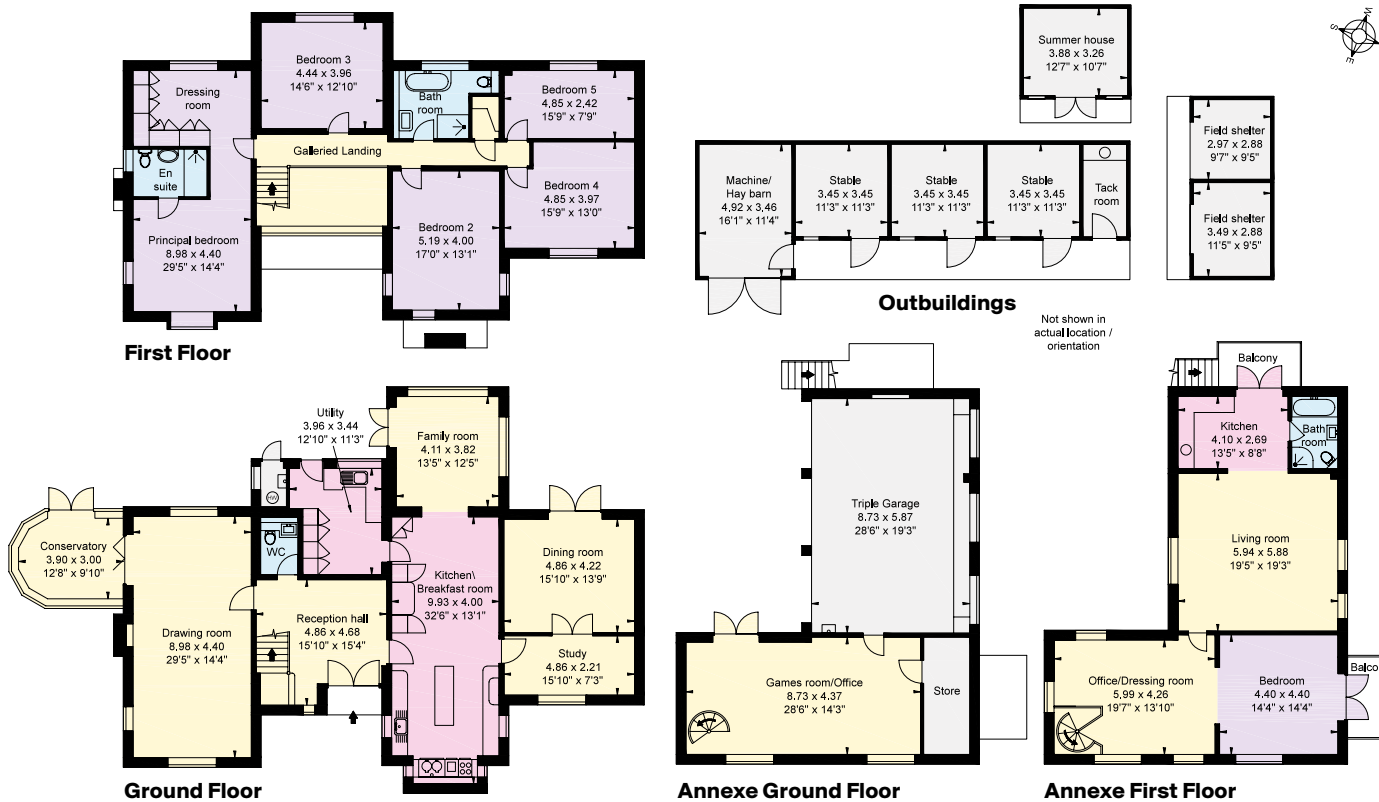 Bedroom 3
4.44 x 3.96
14'6" x 12'10"
Dressing
room
Bath
room
Bedroom 5
4,85 x 2,42
15'9" x 7'9"
Galleried Landing
En
suite
Principal bedroom
8.98 x 4.40
29'5" x 14'4"
Bedroom 2
5.19 x 4.00
17'0" x 13'1"
Bedroom 4
4.85 x 3.97
15'9" x 13'0"
First Floor
Summer house
3.88 x 3.26
12'7" x 10'7"
N
S
E
W
Machine/
Hay barn
4,92 x 3,46
16'1" x 11'4"
Stable
3.45 x 3.45
11'3" x 11'3"
Stable
3.45 x 3.45
11'3" x 11'3"
Stable
3.45 x 3.45
11'3" x 11'3"
Tack
room
Field shelter
2.97 x 2.88
9'7" x 9'5"
Field shelter
3.49 x 2.88
11'5" x 9'5"
Outbuildings
Not shown in
actual location /
orientation
Utility
3.96 x 3.44
12'10" x 11'3"
Family room
4.11 x 3.82
13'5" x 12'5"
HW
Conservatory
3.90 x 3.00
12'8" x 9'10"
WC
Kitchen\
Breakfast room
9.93 x 4.00
32'6" x 13'1"
Dining room
4.86 x 4.22
15'10" x 13'9"
Drawing room
8.98 x 4.40
29'5" x 14'4"
Reception hall
4.86 x 4.68
15'10" x 15'4"
Study
4.86 x 2.21
15'10" x 7'3"
Ground Floor
Triple Garage
8.73 x 5.87
28'6" x 19'3"
Games room/Office
8.73 x 4.37
28'6" x 14'3"
Store
Annexe Ground Floor
Balcony
Kitchen
4,10 x 2,69
13'5" x 8'8"
Bath
room
Living room
5.94 x 5.88
19'5" x 19'3"
Office/Dressing room
5,99 x 4,26
19'7" x 13'10"
Bedroom
4.40 x 4.40
14'4" x 14'4"
Balco
Annexe First Floor